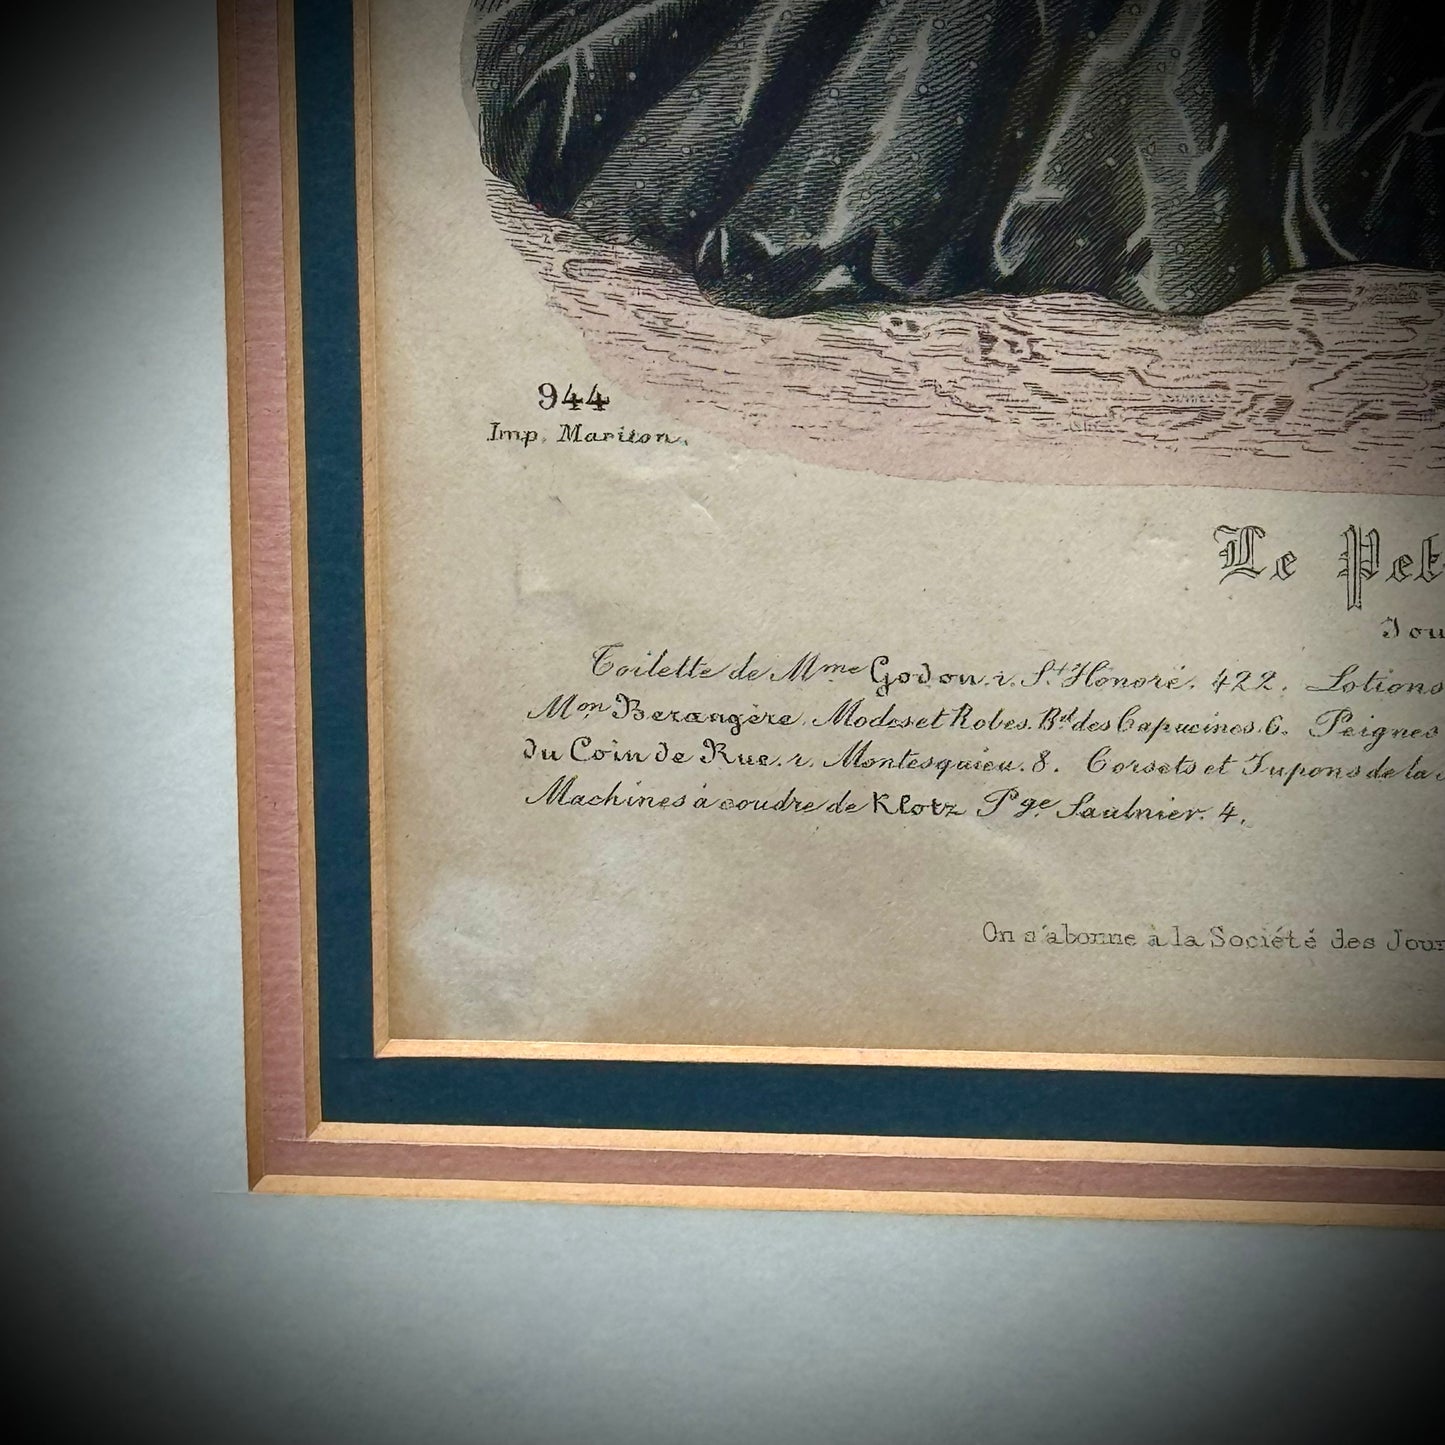 944
Imp. Mariton.
Le Pet
Jou
Toilette de Mme Godou. r. St Honoré. 422. Lotions
Mon Berangère. Modes et Robes. Bd des Capucines. 6. Peignes
du Coin de Rue. r. Montesquieu. 8. Corsets et Jupons de la
Machines à coudre de Klotz Pge Saulnier. 4.
On s'abonne à la Société des Jour